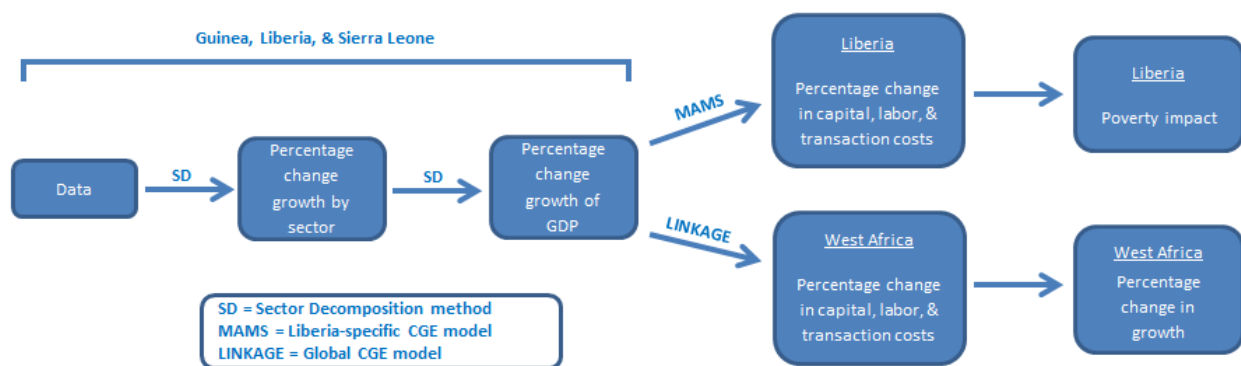 Guinea, Liberia, & Sierra Leone
Data
SD
Percentage
change
growth by
sector
SD
Percentage
change
growth of
GDP
MAMS
Liberia
Percentage change
in capital, labor, &
transaction costs
Liberia
Poverty impact
LINKAGE
West Africa
Percentage change
in capital, labor, &
transaction costs
West Africa
Percentage
change in
growth
SD = Sector Decomposition method
MAMS = Liberia-specific CGE model
LINKAGE = Global CGE model